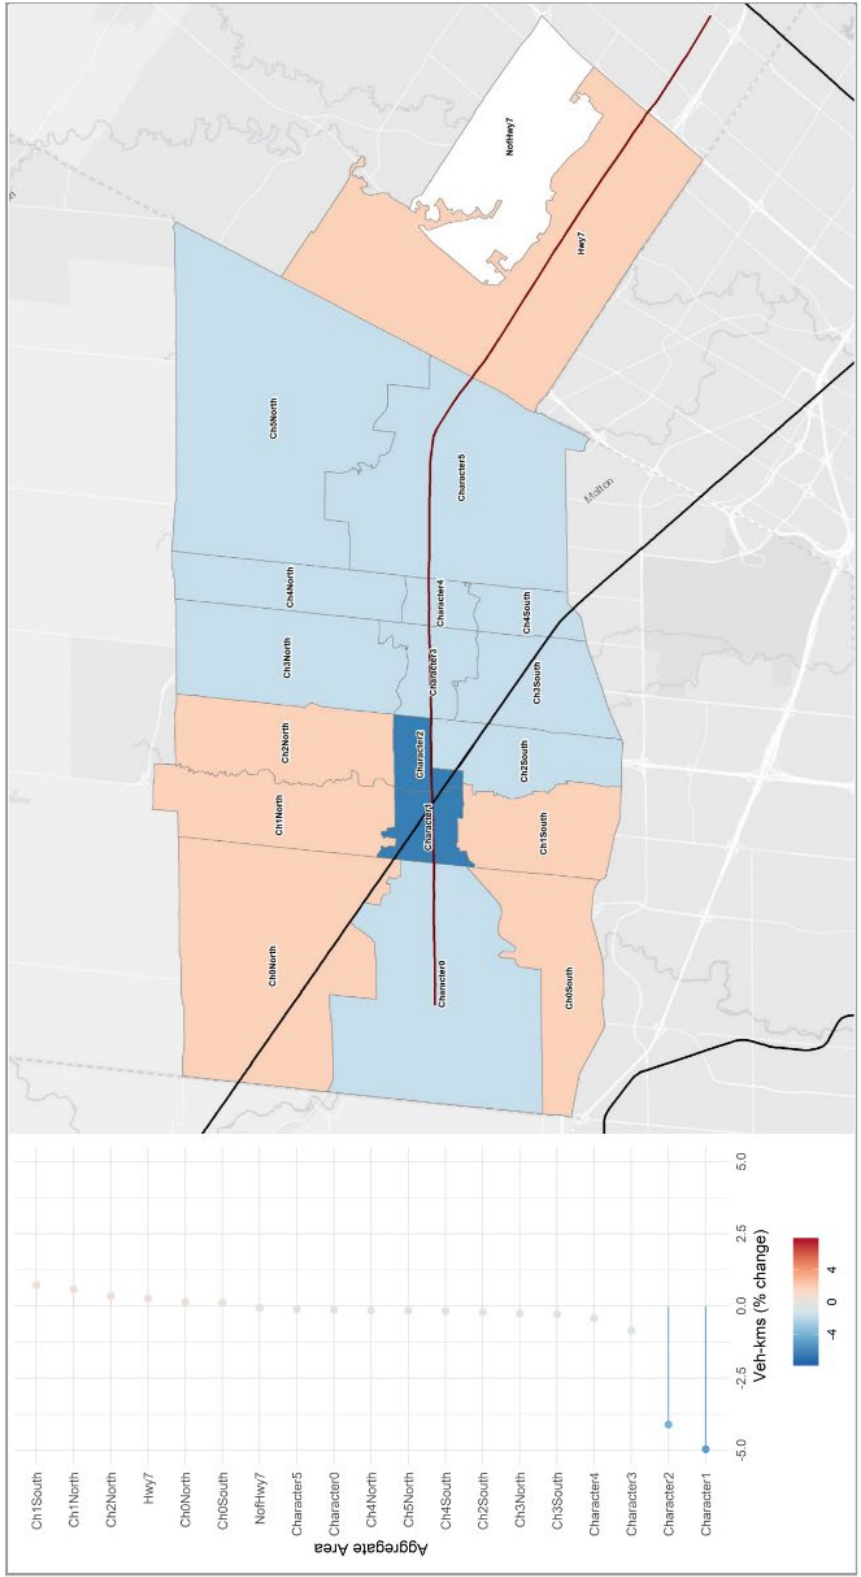 Ch1South
Ch1North
Ch2North
Hwy7
Ch0North
Ch0South
NofHwy7
Character5
Character0
Ch4North
Ch5North
Ch4South
Ch2South
Ch3North
Ch3South
Character4
Character3
Character2
Character1
Aggregate Area
-5.0
-2.5
0.0
2.5
5.0
Veh-kms (% change)
-4
0
4
Ch0North
Ch1North
Ch2North
Ch3North
Ch4North
Ch5North
NofHwy7
Hwy7
Character0
Character1
Character2
Character3
Character4
Character5
Ch0South
Ch1South
Ch2South
Ch3South
Ch4South
Malton